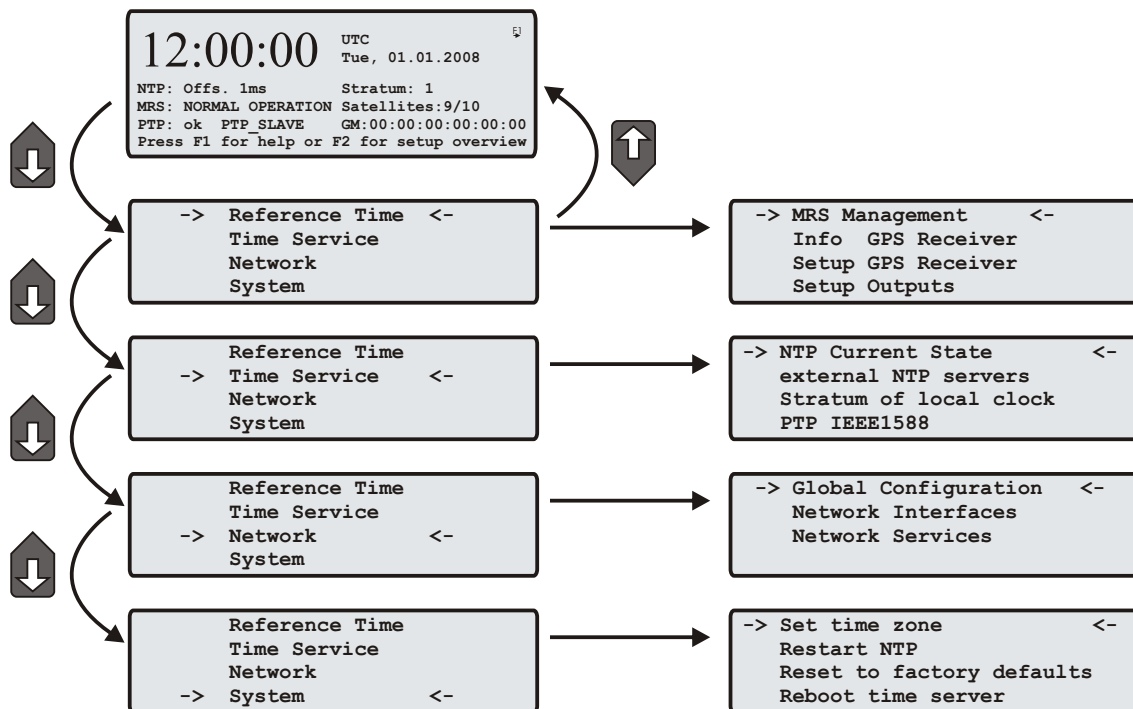 12:00:00 UTC
Tue, 01.01.2008
NTP: Offs. 1ms Stratum: 1
MRS: NORMAL OPERATION Satellites:9/10
PTP: ok PTP_SLAVE GM:00:00:00:00:00:00
Press F1 for help or F2 for setup overview
-> Reference Time <-
Time Service
Network
System
-> MRS Management <-
Info GPS Receiver
Setup GPS Receiver
Setup Outputs
Reference Time
-> Time Service <-
Network
System
-> NTP Current State <-
external NTP servers
Stratum of local clock
PTP IEEE1588
Reference Time
Time Service
-> Network <-
System
-> Global Configuration <-
Network Interfaces
Network Services
Reference Time
Time Service
Network
-> System <-
-> Set time zone <-
Restart NTP
Reset to factory defaults
Reboot time server